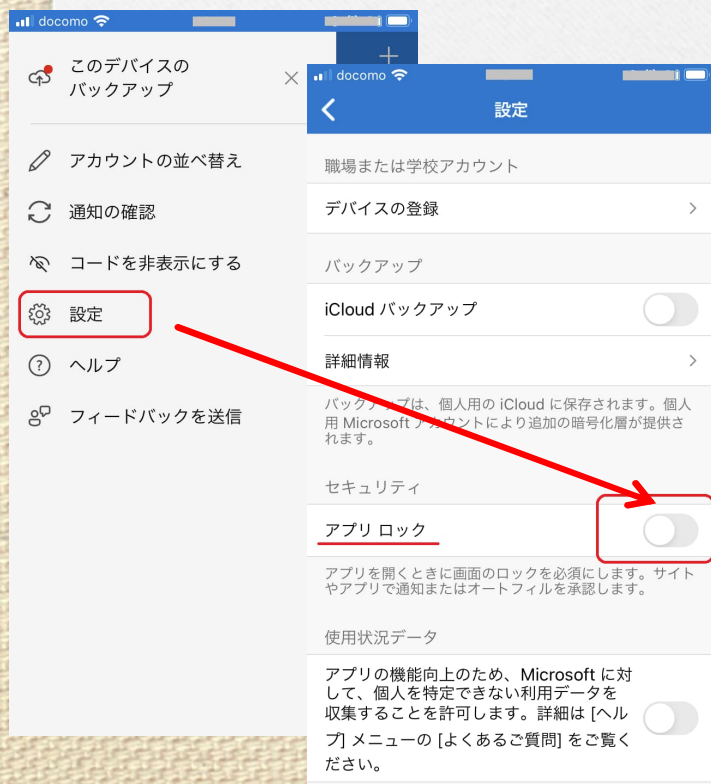 docomo
このデバイスの
バックアップ
アカウントの並べ替え
通知の確認
コードを非表示にする
設定
ヘルプ
フィードバックを送信
docomo
設定
職場または学校アカウント
デバイスの登録
バックアップ
iCloud バックアップ
詳細情報
バックアップは、個人用の iCloud に保存されます。個人
用 Microsoft アカウントにより追加の暗号化層が提供さ
れます。
セキュリティ
アプリ ロック
アプリを開くときに画面のロックを必須にします。サイト
やアプリで通知またはオートフィルを承認します。
使用状況データ
アプリの機能向上のため、Microsoft に対
して、個人を特定できない利用データを
収集することを許可します。詳細は [ヘル
プ] メニューの [よくあるご質問] をご覧く
ださい。